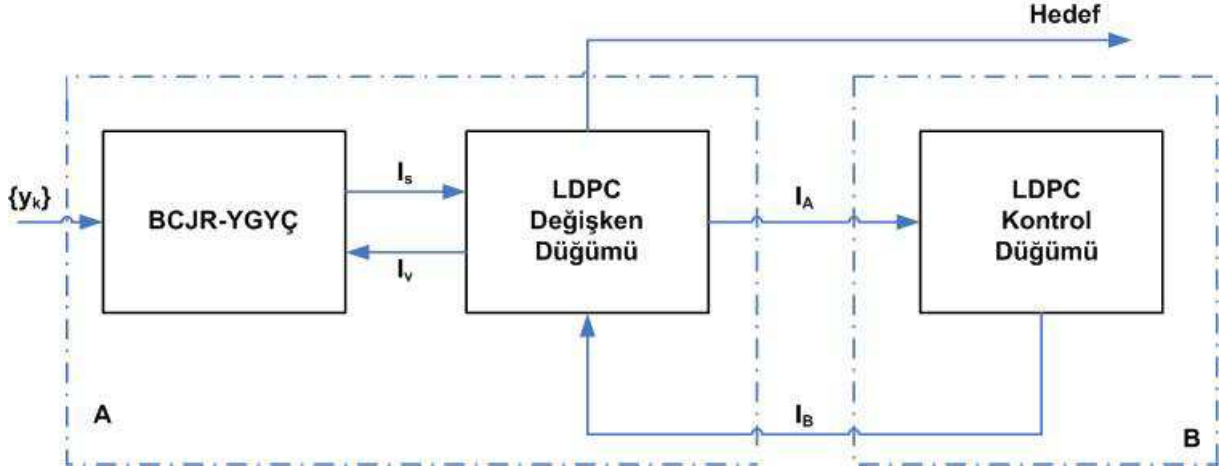 Hedef
{yk}
BCJR-YGYÇ
Is
Iv
LDPC
Değişken
Düğümü
IA
LDPC
Kontrol
Düğümü
IB
A
B